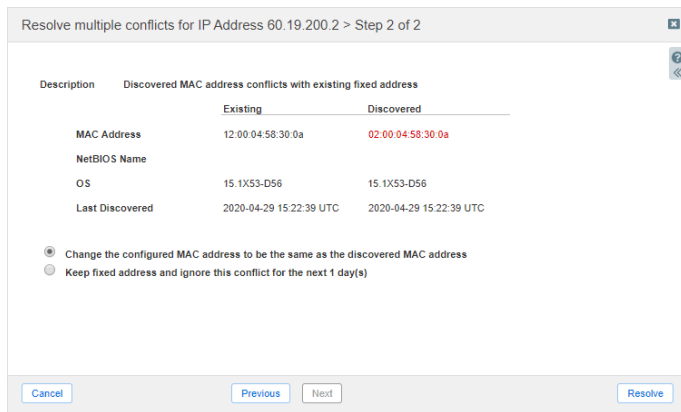 Resolve multiple conflicts for IP Address 60.19.200.2 > Step 2 of 2
?
Description Discovered MAC address conflicts with existing fixed address
Existing Discovered
MAC Address 12:00:04:58:30:0a 02:00:04:58:30:0a
NetBIOS Name
OS 15.1X53-D56 15.1X53-D56
Last Discovered 2020-04-29 15:22:39 UTC 2020-04-29 15:22:39 UTC
Change the configured MAC address to be the same as the discovered MAC address
Keep fixed address and ignore this conflict for the next 1 day(s)
Cancel Previous Next Resolve